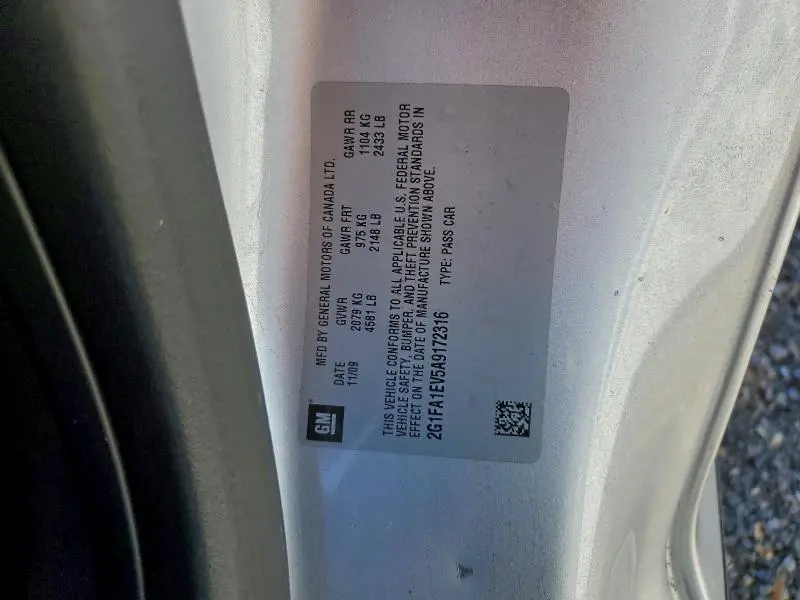 GM
MFD BY GENERAL MOTORS OF CANADA LTD.
DATE GVWR GAWR FRT GAWR RR
11/09 2079 KG 975 KG 1104 KG
4581 LB 2148 LB 2433 LB
THIS VEHICLE CONFORMS TO ALL APPLICABLE U.S. FEDERAL MOTOR
VEHICLE SAFETY, BUMPER, AND THEFT PREVENTION STANDARDS IN
EFFECT ON THE DATE OF MANUFACTURE SHOWN ABOVE.
2G1FA1EV5A9172316 TYPE: PASS CAR